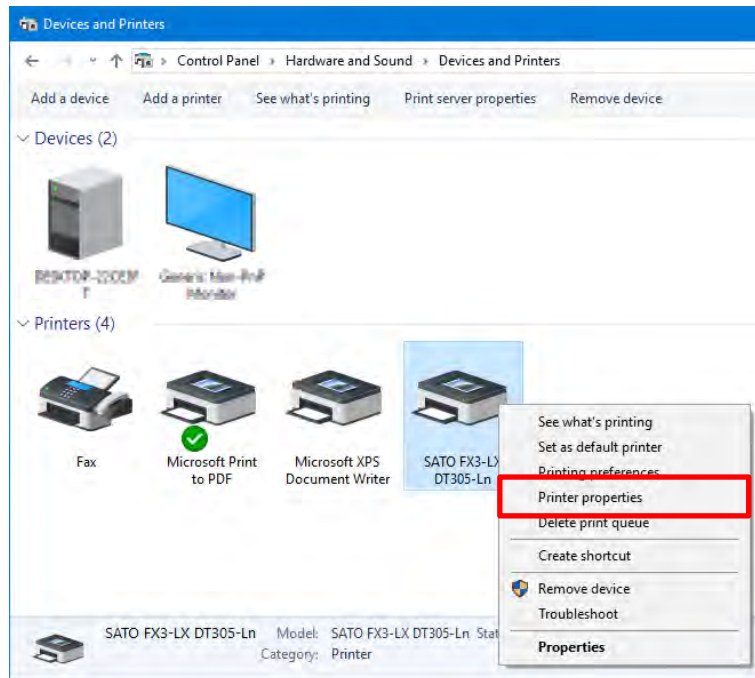 Devices and Printers
Control Panel › Hardware and Sound › Devices and Printers
Add a device Add a printer See what's printing Print server properties Remove device
Devices (2)
Monitor
Printers (4)
Fax
Microsoft Print
to PDF
Microsoft XPS
Document Writer
SATO FX3-LX
DT305-Ln
See what's printing
Set as default printer
Printing preferences
Printer properties
Delete print queue
Create shortcut
Remove device
Troubleshoot
Properties
SATO FX3-LX DT305-Ln Model: SATO FX3-LX DT305-Ln Stat
Category: Printer